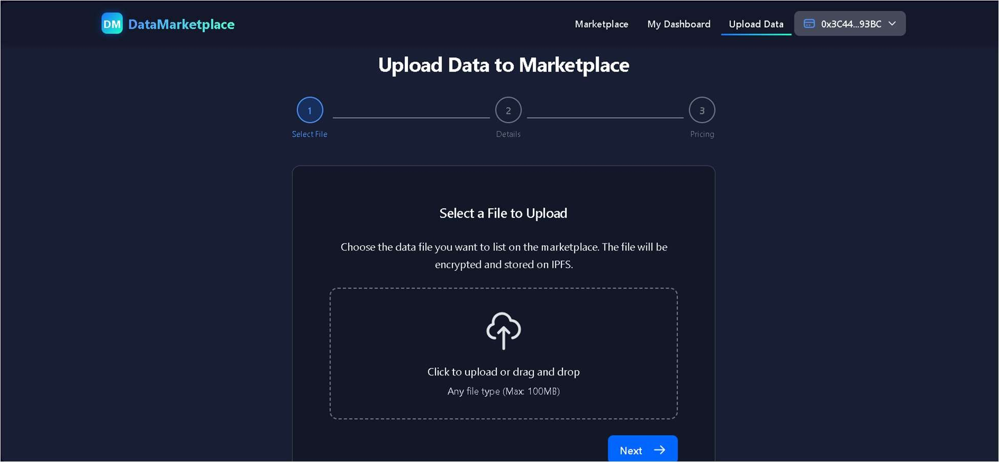 DM DataMarketplace
Marketplace My Dashboard Upload Data 0x3C44...93BC
Upload Data to Marketplace
1 2 3
Select File Details Pricing
Select a File to Upload
Choose the data file you want to list on the marketplace. The file will be
encrypted and stored on IPFS.
Click to upload or drag and drop
Any file type (Max: 100MB)
Next